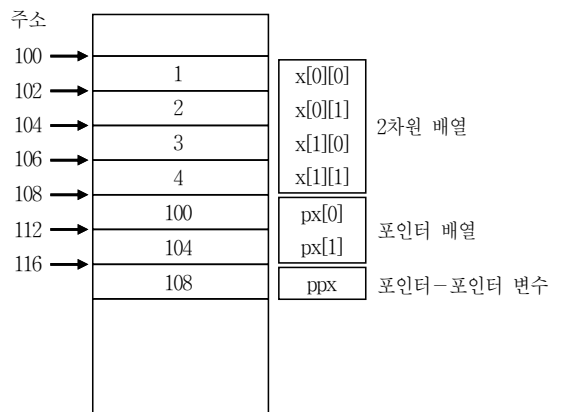 주소
100
1 x[0][0]
102
2 x[0][1]
104 2차원 배열
3 x[1][0]
106
4 x[1][1]
108
100 px[0]
112 포인터 배열
104 px[1]
116
108 ppx 포인터-포인터 변수